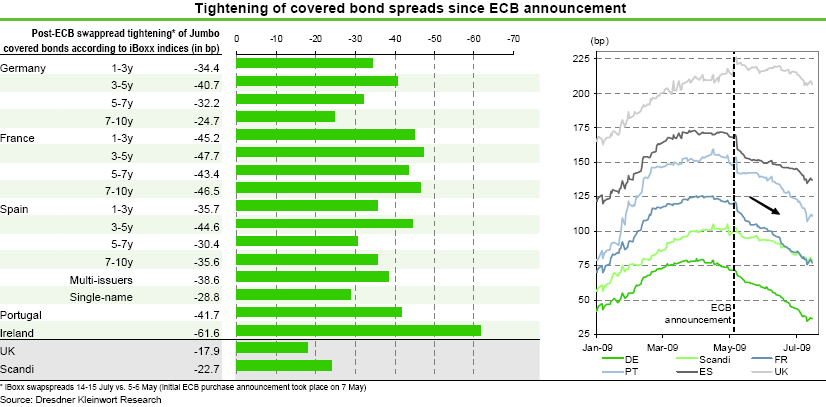 Tightening of covered bond spreads since ECB announcement
Post-ECB swappread tightening* of Jumbo
covered bonds according to iBoxx indices (in bp)
0 -10 -20 -30 -40 -50 -60 -70
Germany 1-3y -34.4
3-5y -40.7
5-7y -32.2
7-10y -24.7
France 1-3y -45.2
3-5y -47.7
5-7y -43.4
7-10y -46.5
Spain 1-3y -35.7
3-5y -44.6
5-7y -30.4
7-10y -35.6
Multi-issuers -38.6
Single-name -28.8
Portugal -41.7
Ireland -61.6
UK -17.9
Scandi -22.7
(bp)
225
200
175
150
125
100
75
50
25
ECB
announcement
Jan-09 Mar-09 May-09 Jul-09
DE Scandi FR
PT ES UK
* iBoxx swapspreads 14-15 July vs. 5-6 May (Initial ECB purchase announcement took place on 7 May)
Source: Dresdner Kleinwort Research